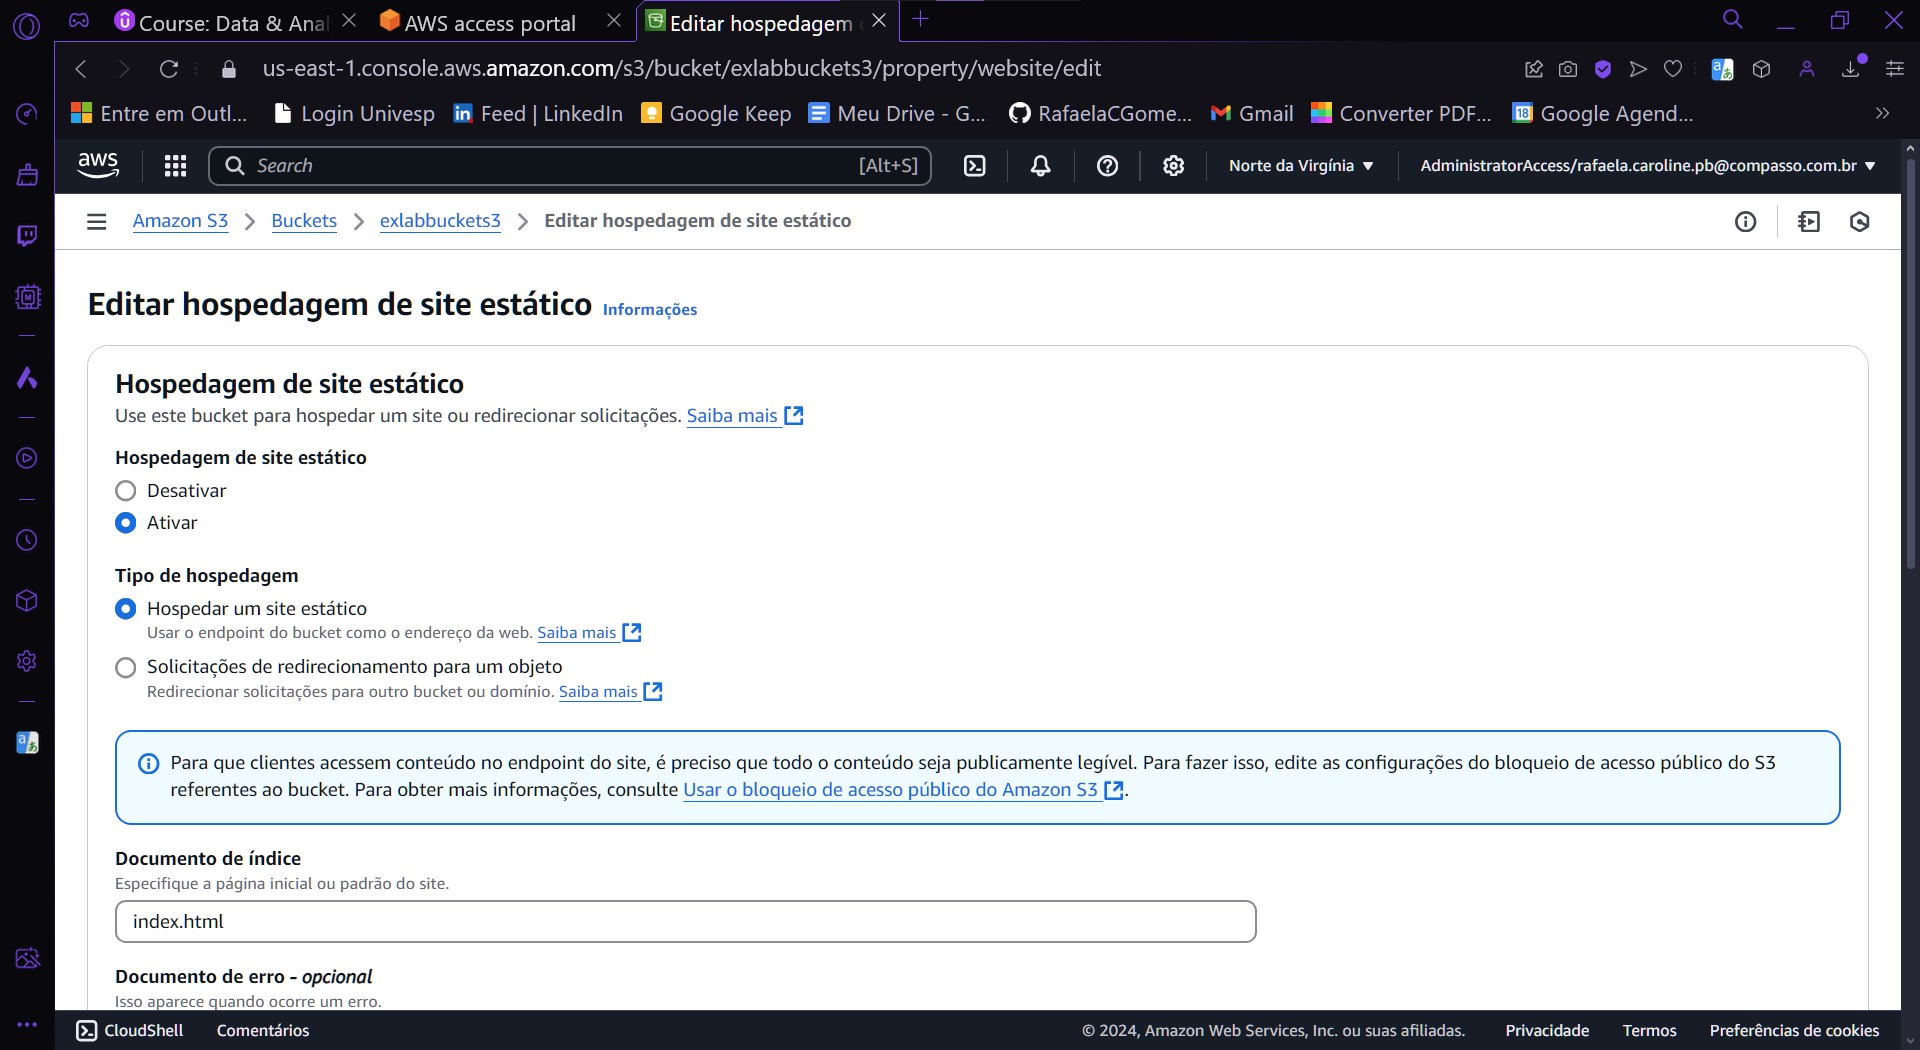 Course: Data & Anal
AWS access portal
Editar hospedagem
us-east-1.console.aws.amazon.com/s3/bucket/exlabbuckets3/property/website/edit
Entre em Outl...
Login Univesp
Feed | LinkedIn
Google Keep
Meu Drive - G...
RafaelaCGome...
Gmail
Converter PDF...
18
Google Agend...
aws
Search
[Alt+S]
Norte da Virgínia
AdministratorAccess/rafaela.caroline.pb@compasso.com.br
Amazon S3
Buckets
exlabbuckets3
Editar hospedagem de site estático
Editar hospedagem de site estático
Informações
Hospedagem de site estático
Use este bucket para hospedar um site ou redirecionar solicitações. Saiba mais
Hospedagem de site estático
Desativar
Ativar
Tipo de hospedagem
Hospedar um site estático
Usar o endpoint do bucket como o endereço da web. Saiba mais
Solicitações de redirecionamento para um objeto
Redirecionar solicitações para outro bucket ou domínio. Saiba mais
Para que clientes acessem conteúdo no endpoint do site, é preciso que todo o conteúdo seja publicamente legível. Para fazer isso, edite as configurações do bloqueio de acesso público do S3
referentes ao bucket. Para obter mais informações, consulte Usar o bloqueio de acesso público do Amazon S3.
Documento de índice
Especifique a página inicial ou padrão do site.
index.html
Documento de erro - opcional
Isso aparece quando ocorre um erro.
CloudShell
Comentários
© 2024, Amazon Web Services, Inc. ou suas afiliadas.
Privacidade
Termos
Preferências de cookies